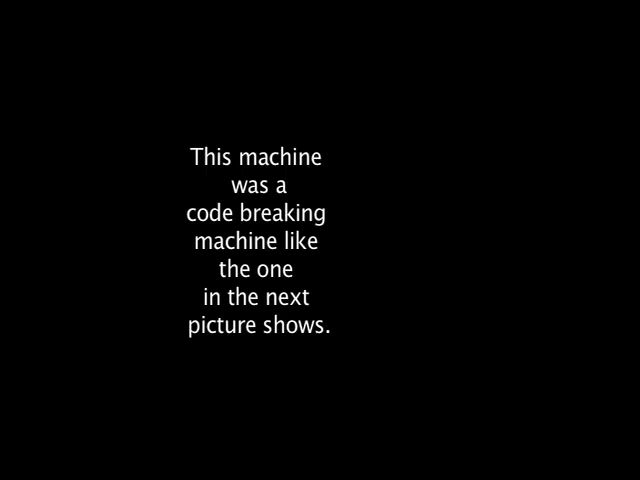 This machine
was a
code breaking
machine like
the one
in the next
picture shows.